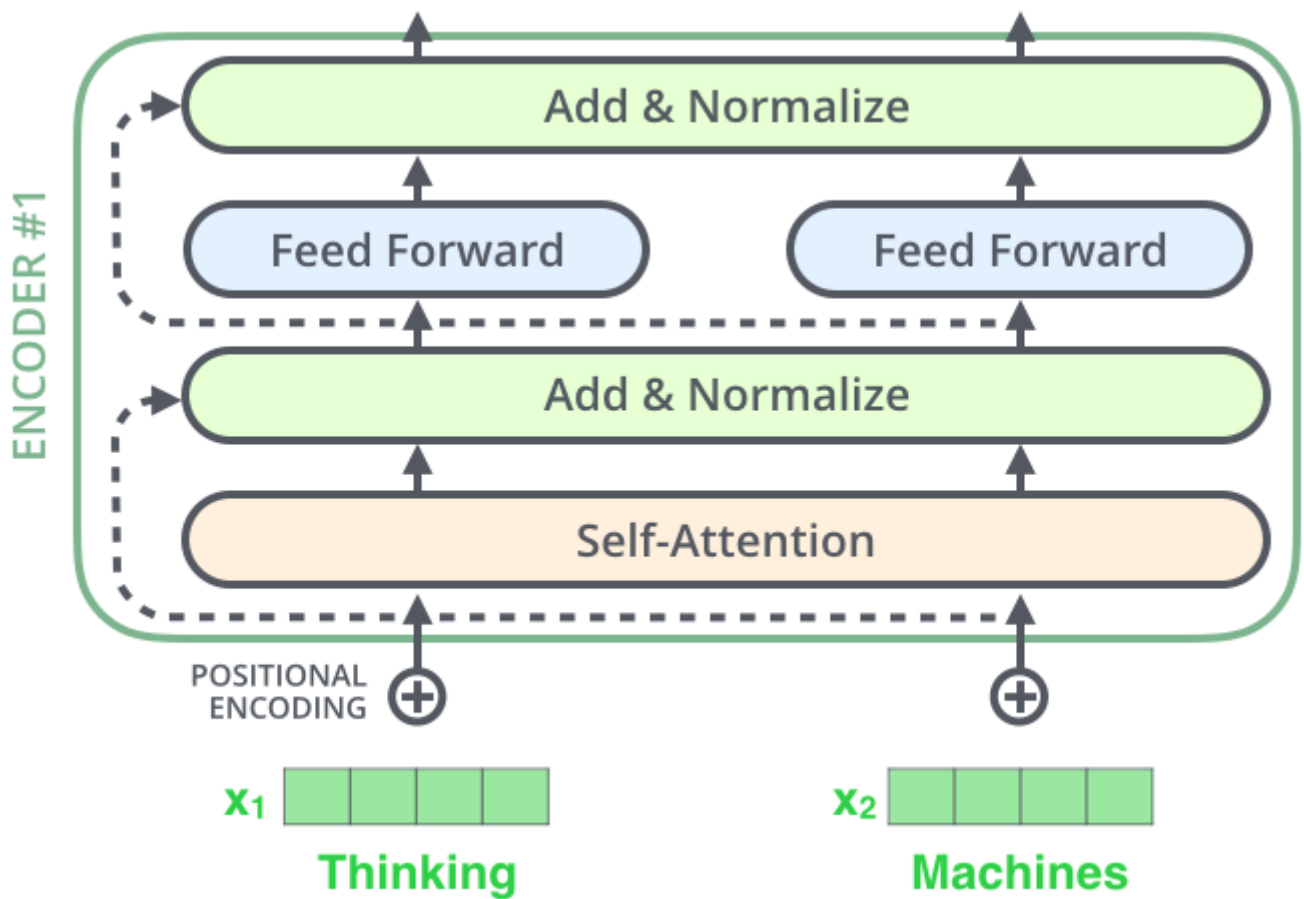 ENCODER #1
Add & Normalize
Feed Forward
Feed Forward
Add & Normalize
Self-Attention
POSITIONAL
ENCODING
x1
x2
Thinking
Machines